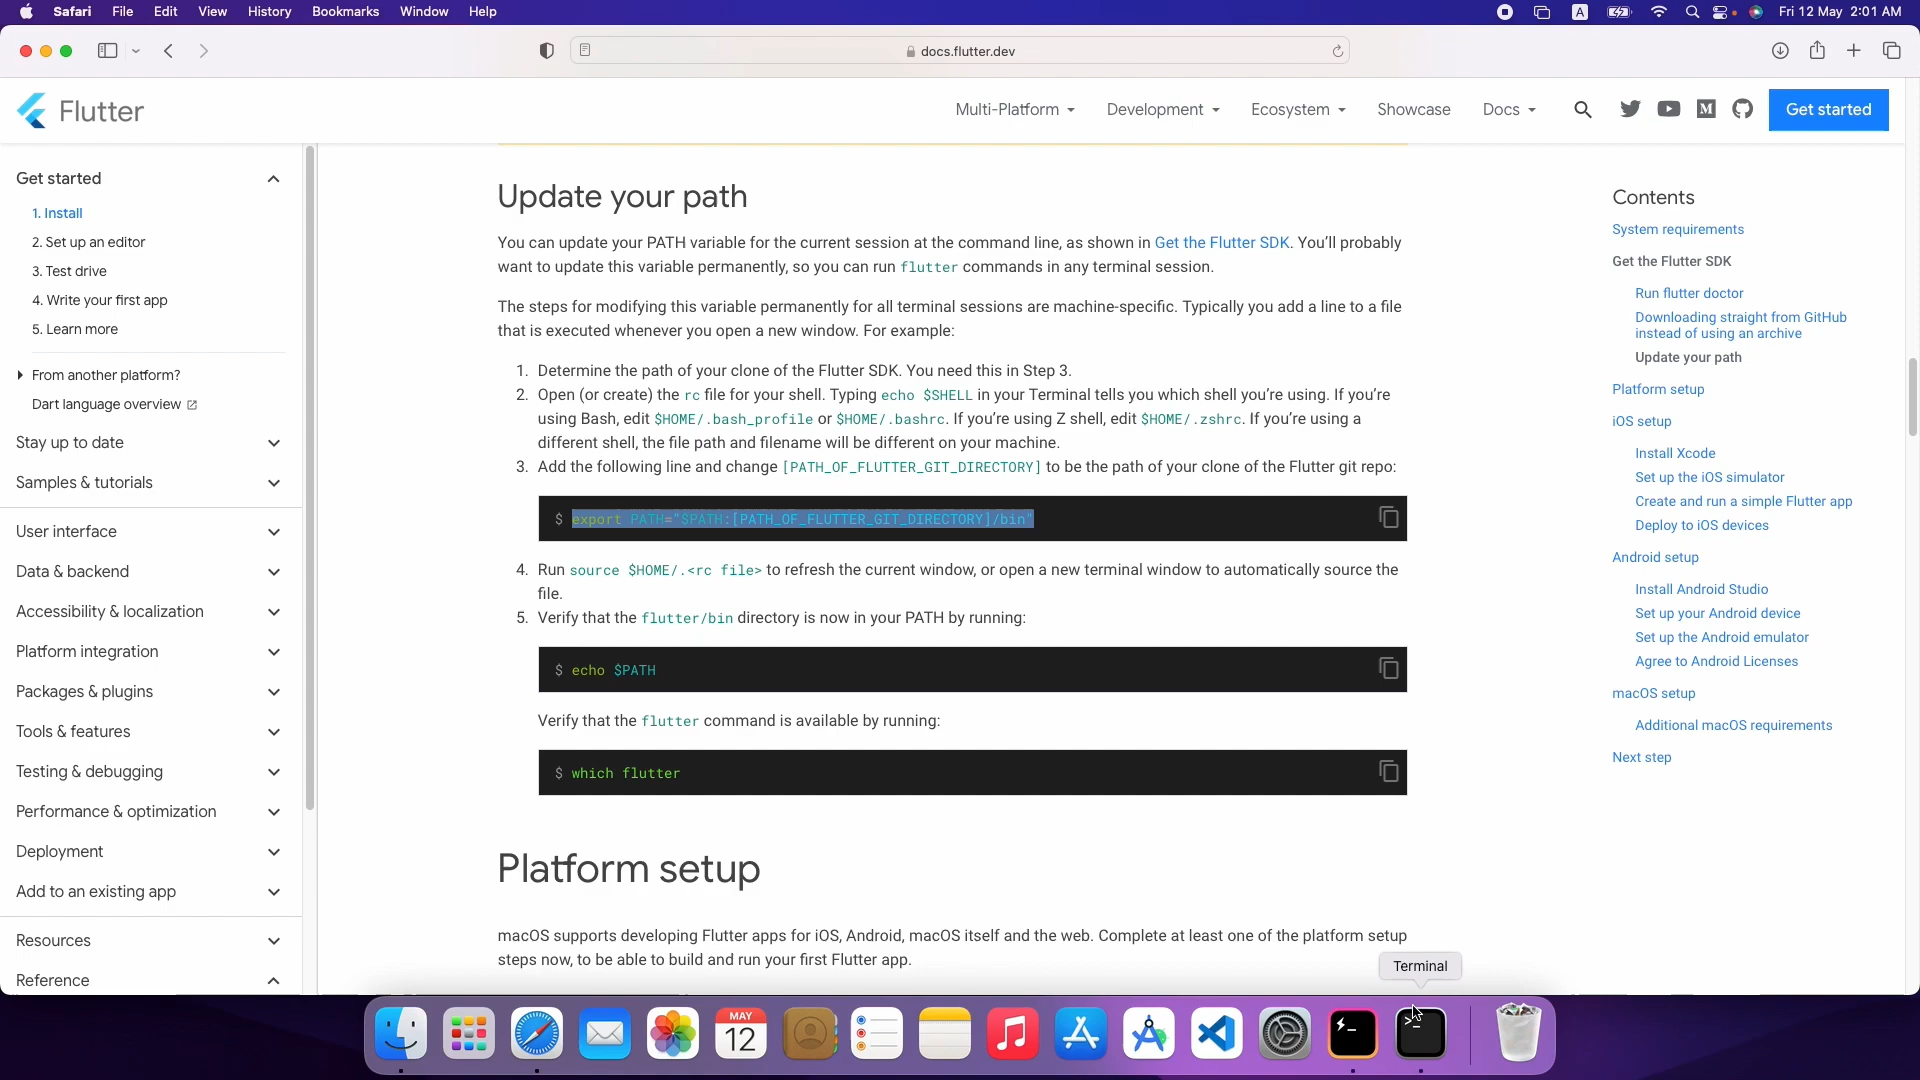 Safari File Edit View History Bookmarks Window Help
A
Fri 12 May 2:01 AM
docs.flutter.dev
Flutter
Multi-Platform
Development
Ecosystem
Showcase
Docs
M
Get started
Get started
1. Install
2. Set up an editor
3. Test drive
4. Write your first app
5. Learn more
From another platform?
Dart language overview
Stay up to date
Samples & tutorials
User interface
Data & backend
Accessibility & localization
Platform integration
Packages & plugins
Tools & features
Testing & debugging
Performance & optimization
Deployment
Add to an existing app
Resources
Reference
Update your path
You can update your PATH variable for the current session at the command line, as shown in Get the Flutter SDK. You'll probably
want to update this variable permanently, so you can run flutter commands in any terminal session.
The steps for modifying this variable permanently for all terminal sessions are machine-specific. Typically you add a line to a file
that is executed whenever you open a new window. For example:
1. Determine the path of your clone of the Flutter SDK. You need this in Step 3.
2. Open (or create) the rc file for your shell. Typing echo $SHELL in your Terminal tells you which shell you're using. If you're
using Bash, edit $HOME/.bash_profile or $HOME/.bashrc. If you're using Z shell, edit $HOME/.zshrc. If you're using a
different shell, the file path and filename will be different on your machine.
3. Add the following line and change [PATH_OF_FLUTTER_GIT_DIRECTORY] to be the path of your clone of the Flutter git repo:
$ export PATH="$PATH:[PATH_OF_FLUTTER_GIT_DIRECTORY]/bin"
4. Run source $HOME/.<rc file> to refresh the current window, or open a new terminal window to automatically source the
file.
5. Verify that the flutter/bin directory is now in your PATH by running:
$ echo $PATH
Verify that the flutter command is available by running:
$ which flutter
Platform setup
macOS supports developing Flutter apps for iOS, Android, macOS itself and the web. Complete at least one of the platform setup
steps now, to be able to build and run your first Flutter app.
Contents
System requirements
Get the Flutter SDK
Run flutter doctor
Downloading straight from GitHub
instead of using an archive
Update your path
Platform setup
iOS setup
Install Xcode
Set up the iOS simulator
Create and run a simple Flutter app
Deploy to iOS devices
Android setup
Install Android Studio
Set up your Android device
Set up the Android emulator
Agree to Android Licenses
macOS setup
Additional macOS requirements
Next step
Terminal
MAY
12